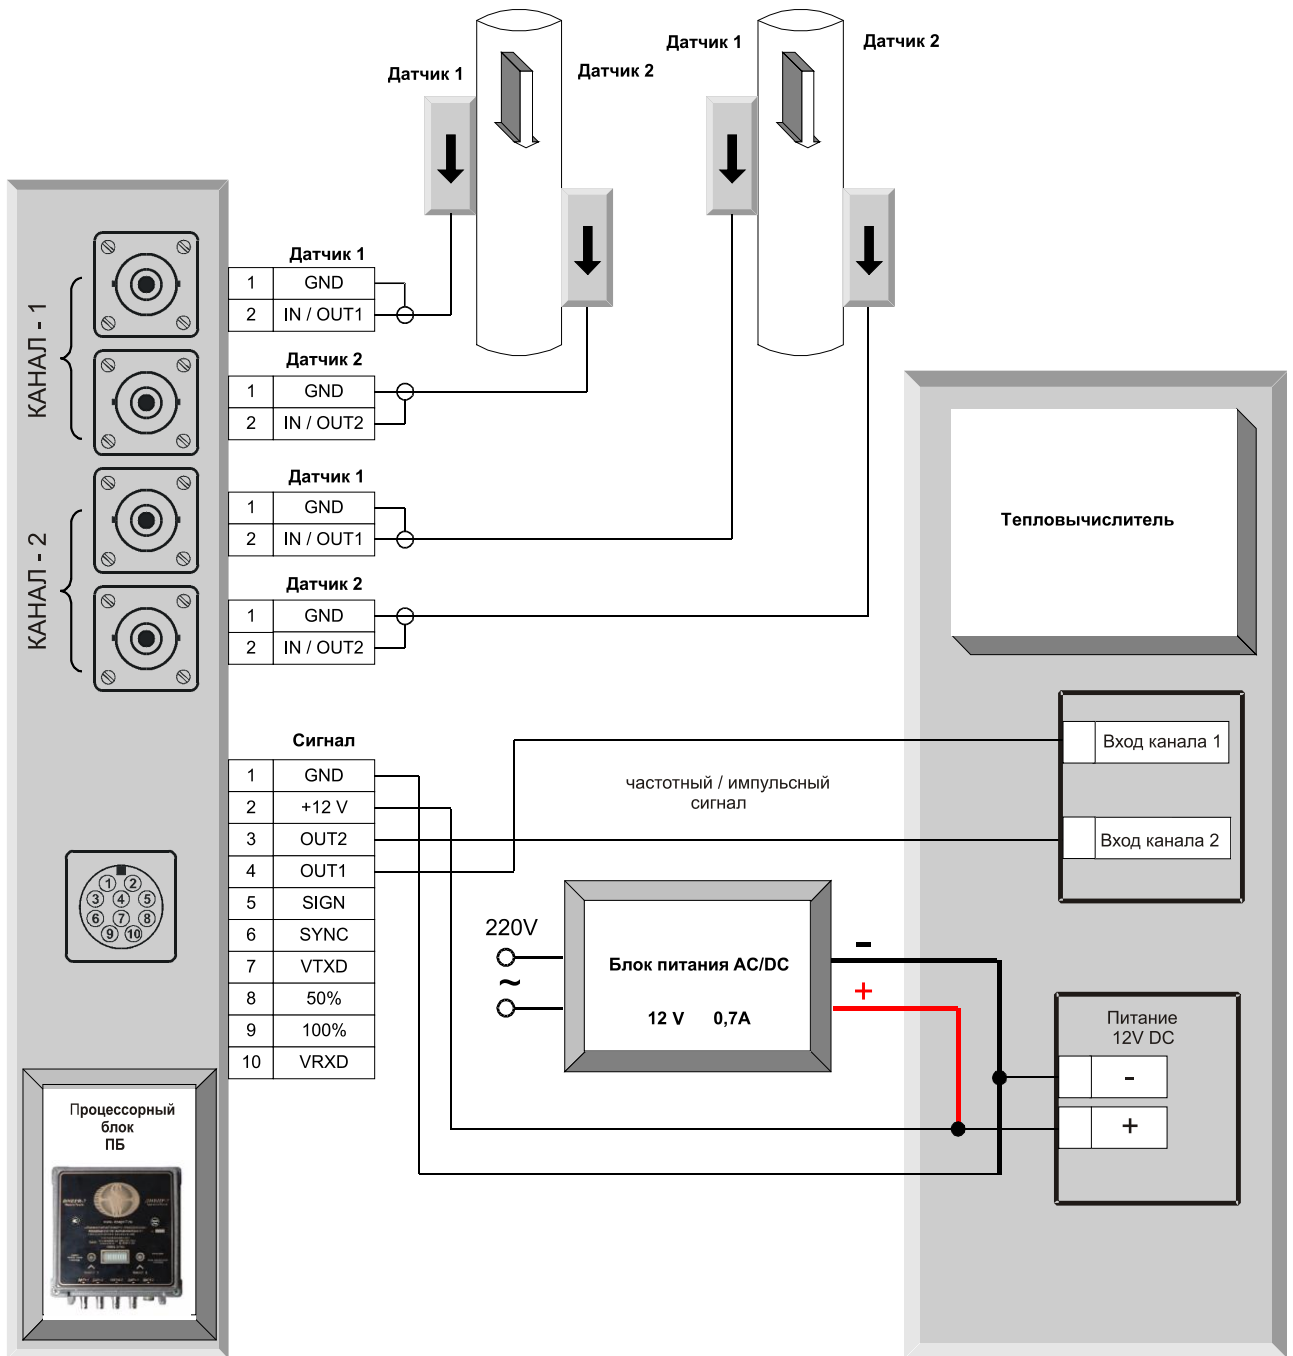 Датчик 1
Датчик 2
Датчик 1
Датчик 2
КАНАЛ - 1
КАНАЛ - 2
Датчик 1
1 GND
2 IN / OUT1
Датчик 2
1 GND
2 IN / OUT2
Датчик 1
1 GND
2 IN / OUT1
Датчик 2
1 GND
2 IN / OUT2
Тепловычислитель
Сигнал
1 GND
2 +12 V
3 OUT2
4 OUT1
5 SIGN
6 SYNC
7 VTXD
8 50%
9 100%
10 VRXD
частотный / импульсный
сигнал
Вход канала 1
Вход канала 2
1 2
3 4 5
6 7 8
9 10
220V
~
Блок питания AC/DC
12 V 0,7A
-
+
Питание
12V DC
-
+
Процессорный
блок
ПБ